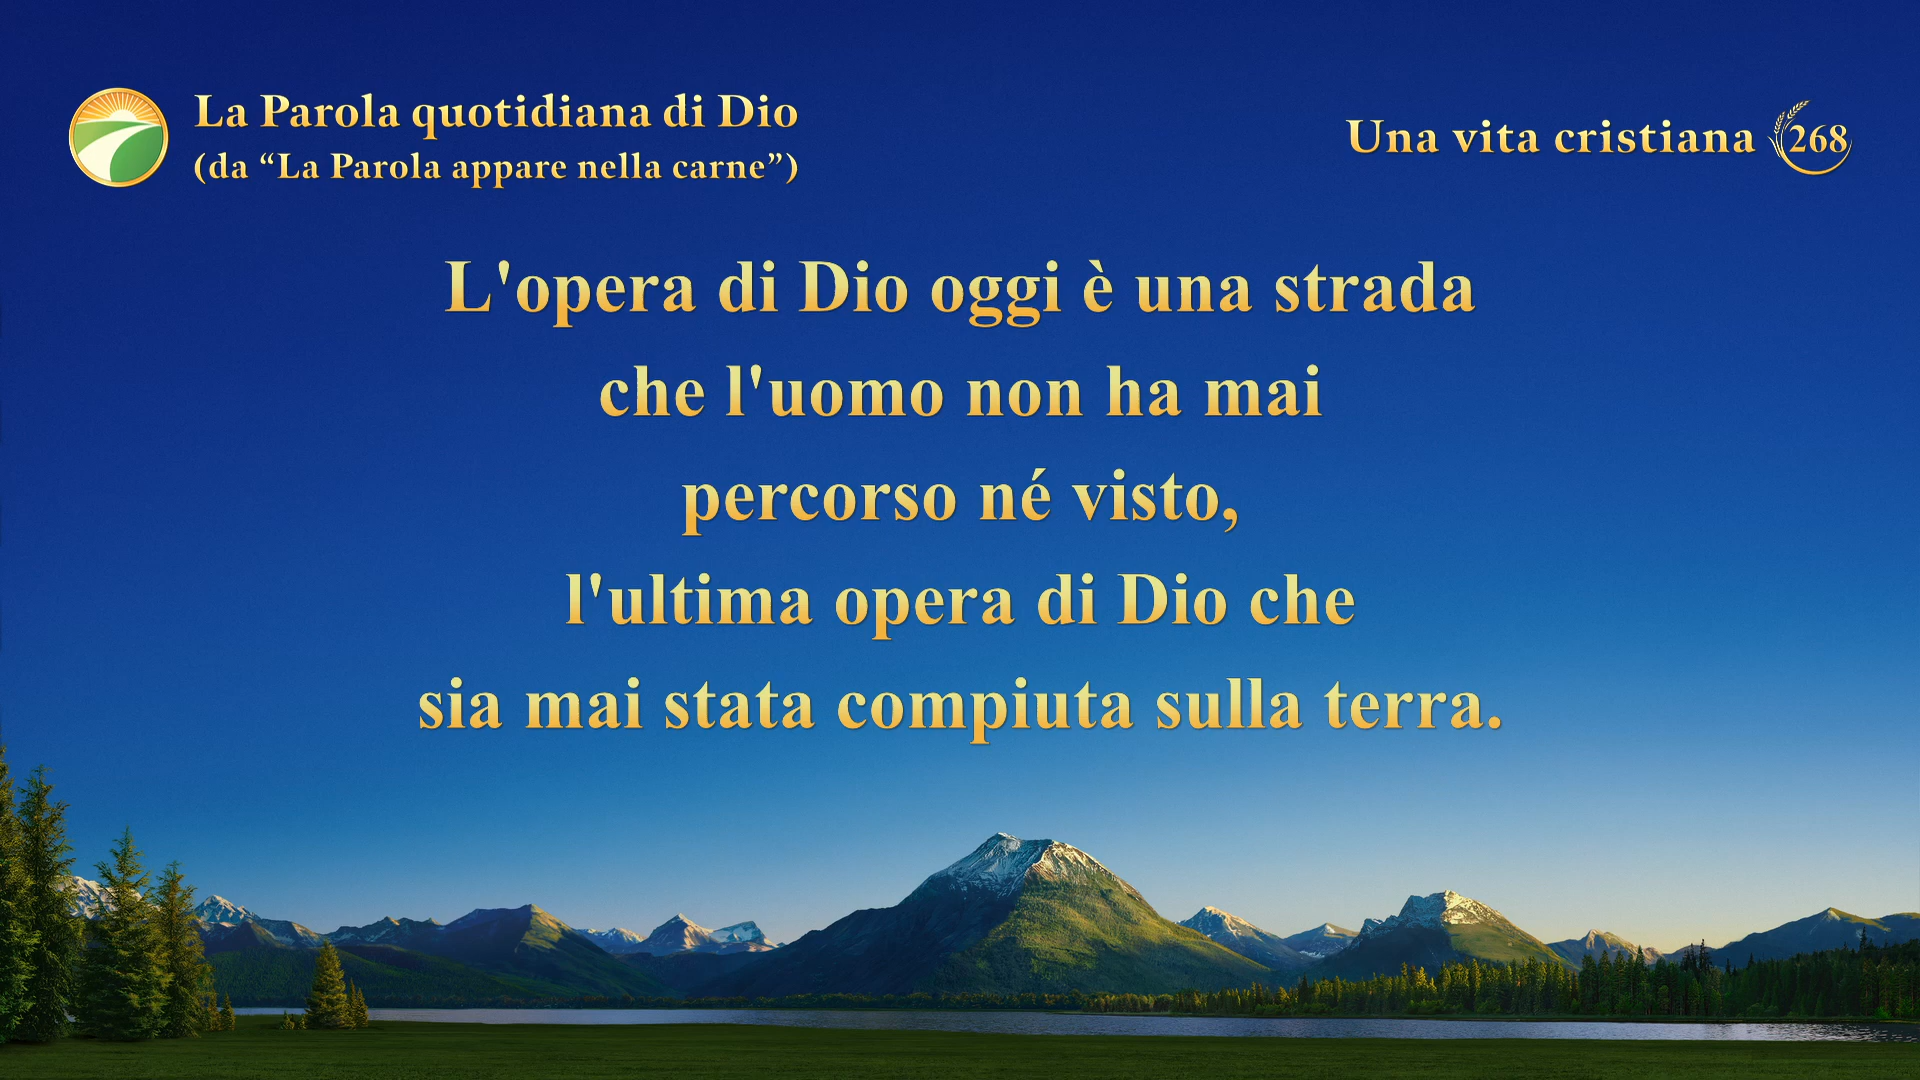 La Parola quotidiana di Dio
(da “La Parola appare nella carne”)
Una vita cristiana 268
L'opera di Dio oggi è una strada
che l'uomo non ha mai
percorso né visto,
l'ultima opera di Dio che
sia mai stata compiuta sulla terra.